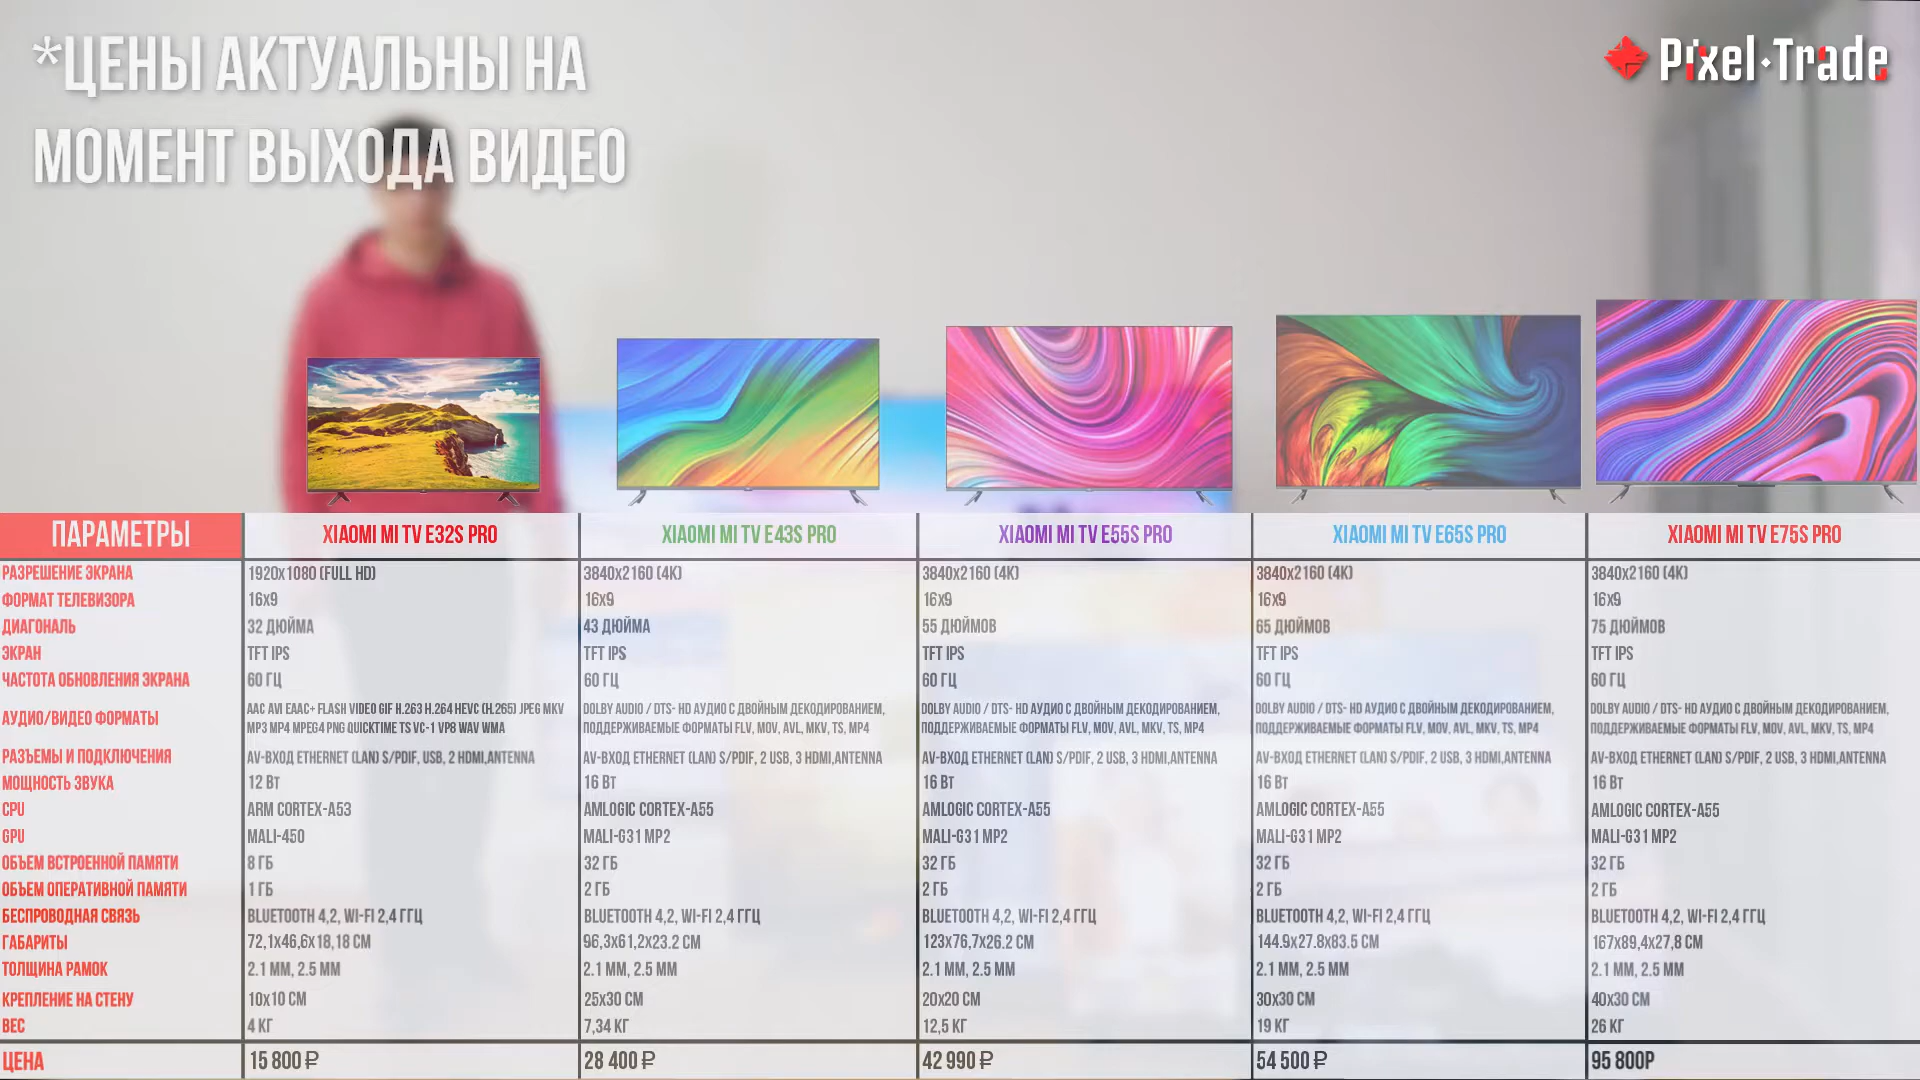 *ЦЕНЫ АКТУАЛЬНЫ НА
МОМЕНТ ВЫХОДА ВИДЕО
Pixel·Trade
ПАРАМЕТРЫ XIAOMI MI TV E32S PRO XIAOMI MI TV E43S PRO XIAOMI MI TV E55S PRO XIAOMI MI TV E65S PRO XIAOMI MI TV E75S PRO
РАЗРЕШЕНИЕ ЭКРАНА 1920x1080 (FULL HD) 3840x2160 (4K) 3840x2160 (4K) 3840x2160 (4K) 3840x2160 (4K)
ФОРМАТ ТЕЛЕВИЗОРА 16x9 16x9 16x9 16x9 16x9
ДИАГОНАЛЬ 32 ДЮЙМА 43 ДЮЙМА 55 ДЮЙМОВ 65 ДЮЙМОВ 75 ДЮЙМОВ
ЭКРАН TFT IPS TFT IPS TFT IPS TFT IPS TFT IPS
ЧАСТОТА ОБНОВЛЕНИЯ ЭКРАНА 60 ГЦ 60 ГЦ 60 ГЦ 60 ГЦ 60 ГЦ
АУДИО/ВИДЕО ФОРМАТЫ
AAC AVI EAAC+ FLASH VIDEO GIF H.263 H.264 HEVC (H.265) JPEG MKV
MP3 MP4 MPEG4 PNG QUICKTIME TS VC-1 VP8 WAV WMA
DOLBY AUDIO / DTS- HD АУДИО С ДВОЙНЫМ ДЕКОДИРОВАНИЕМ,
ПОДДЕРЖИВАЕМЫЕ ФОРМАТЫ FLV, MOV, AVL, MKV, TS, MP4
DOLBY AUDIO / DTS- HD АУДИО С ДВОЙНЫМ ДЕКОДИРОВАНИЕМ,
ПОДДЕРЖИВАЕМЫЕ ФОРМАТЫ FLV, MOV, AVL, MKV, TS, MP4
DOLBY AUDIO / DTS- HD АУДИО С ДВОЙНЫМ ДЕКОДИРОВАНИЕМ,
ПОДДЕРЖИВАЕМЫЕ ФОРМАТЫ FLV, MOV, AVL, MKV, TS, MP4
DOLBY AUDIO / DTS- HD АУДИО С ДВОЙНЫМ ДЕКОДИРОВАНИЕМ,
ПОДДЕРЖИВАЕМЫЕ ФОРМАТЫ FLV, MOV, AVL, MKV, TS, MP4
РАЗЪЕМЫ И ПОДКЛЮЧЕНИЯ AV-ВХОД ETHERNET (LAN) S/PDIF, USB, 2 HDMI,ANTENNA AV-ВХОД ETHERNET (LAN) S/PDIF, 2 USB, 3 HDMI,ANTENNA AV-ВХОД ETHERNET (LAN) S/PDIF, 2 USB, 3 HDMI,ANTENNA AV-ВХОД ETHERNET (LAN) S/PDIF, 2 USB, 3 HDMI,ANTENNA AV-ВХОД ETHERNET (LAN) S/PDIF, 2 USB, 3 HDMI,ANTENNA
МОЩНОСТЬ ЗВУКА 12 Вт 16 Вт 16 Вт 16 Вт 16 Вт
CPU ARM CORTEX-A53 AMLOGIC CORTEX-A55 AMLOGIC CORTEX-A55 AMLOGIC CORTEX-A55 AMLOGIC CORTEX-A55
GPU MALI-450 MALI-G31 MP2 MALI-G31 MP2 MALI-G31 MP2 MALI-G31 MP2
ОБЪЕМ ВСТРОЕННОЙ ПАМЯТИ 8 ГБ 32 ГБ 32 ГБ 32 ГБ 32 ГБ
ОБЪЕМ ОПЕРАТИВНОЙ ПАМЯТИ 1 ГБ 2 ГБ 2 ГБ 2 ГБ 2 ГБ
БЕСПРОВОДНАЯ СВЯЗЬ BLUETOOTH 4,2, WI-FI 2,4 ГГЦ BLUETOOTH 4,2, WI-FI 2,4 ГГЦ BLUETOOTH 4,2, WI-FI 2,4 ГГЦ BLUETOOTH 4,2, WI-FI 2,4 ГГЦ BLUETOOTH 4,2, WI-FI 2,4 ГГЦ
ГАБАРИТЫ 72,1x46,6x18,18 СМ 96,3x61,2x23.2 СМ 123x76,7x26.2 СМ 144.9x27.8x83.5 СМ 167x89,4x27,8 СМ
ТОЛЩИНА РАМОК 2.1 ММ, 2.5 ММ 2.1 ММ, 2.5 ММ 2.1 ММ, 2.5 ММ 2.1 ММ, 2.5 ММ 2.1 ММ, 2.5 ММ
КРЕПЛЕНИЕ НА СТЕНУ 10x10 СМ 25x30 СМ 20x20 СМ 30x30 СМ 40x30 СМ
ВЕС 4 КГ 7,34 КГ 12,5 КГ 19 КГ 26 КГ
ЦЕНА 15 800 ₽ 28 400 ₽ 42 990 ₽ 54 500 ₽ 95 800Р